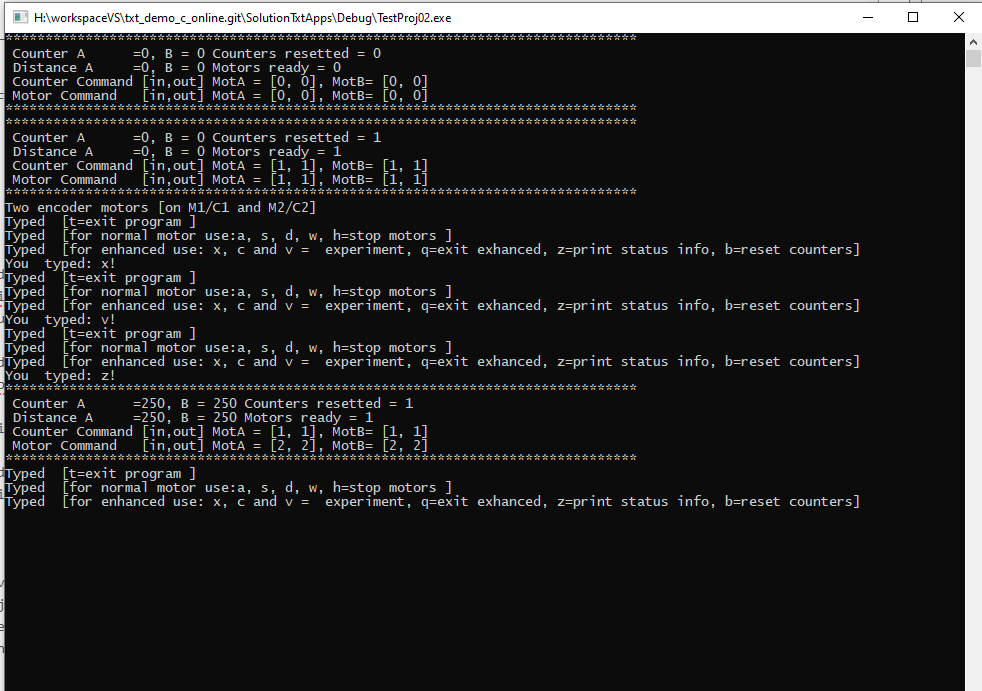 H:\workspaceVS\txt_demo_c_online.git\SolutionTxtApps\Debug\TestProj02.exe
*******************************************************************************
Counter A      =0, B = 0 Counters resetted = 0
Distance A     =0, B = 0 Motors ready = 0
Counter Command [in,out] MotA = [0, 0], MotB= [0, 0]
Motor Command   [in,out] MotA = [0, 0], MotB= [0, 0]
*******************************************************************************
*******************************************************************************
Counter A      =0, B = 0 Counters resetted = 1
Distance A     =0, B = 0 Motors ready = 1
Counter Command [in,out] MotA = [1, 1], MotB= [1, 1]
Motor Command   [in,out] MotA = [1, 1], MotB= [1, 1]
*******************************************************************************
Two encoder motors [on M1/C1 and M2/C2]
Typed  [t=exit program ]
Typed  [for normal motor use:a, s, d, w, h=stop motors ]
Typed  [for enhanced use: x, c and v =  experiment, q=exit exhanced, z=print status info, b=reset counters]
You  typed: x!
Typed  [t=exit program ]
Typed  [for normal motor use:a, s, d, w, h=stop motors ]
Typed  [for enhanced use: x, c and v =  experiment, q=exit exhanced, z=print status info, b=reset counters]
You  typed: v!
Typed  [t=exit program ]
Typed  [for normal motor use:a, s, d, w, h=stop motors ]
Typed  [for enhanced use: x, c and v =  experiment, q=exit exhanced, z=print status info, b=reset counters]
You  typed: z!
*******************************************************************************
Counter A      =250, B = 250 Counters resetted = 1
Distance A     =250, B = 250 Motors ready = 1
Counter Command [in,out] MotA = [1, 1], MotB= [1, 1]
Motor Command   [in,out] MotA = [2, 2], MotB= [2, 2]
*******************************************************************************
Typed  [t=exit program ]
Typed  [for normal motor use:a, s, d, w, h=stop motors ]
Typed  [for enhanced use: x, c and v =  experiment, q=exit exhanced, z=print status info, b=reset counters]